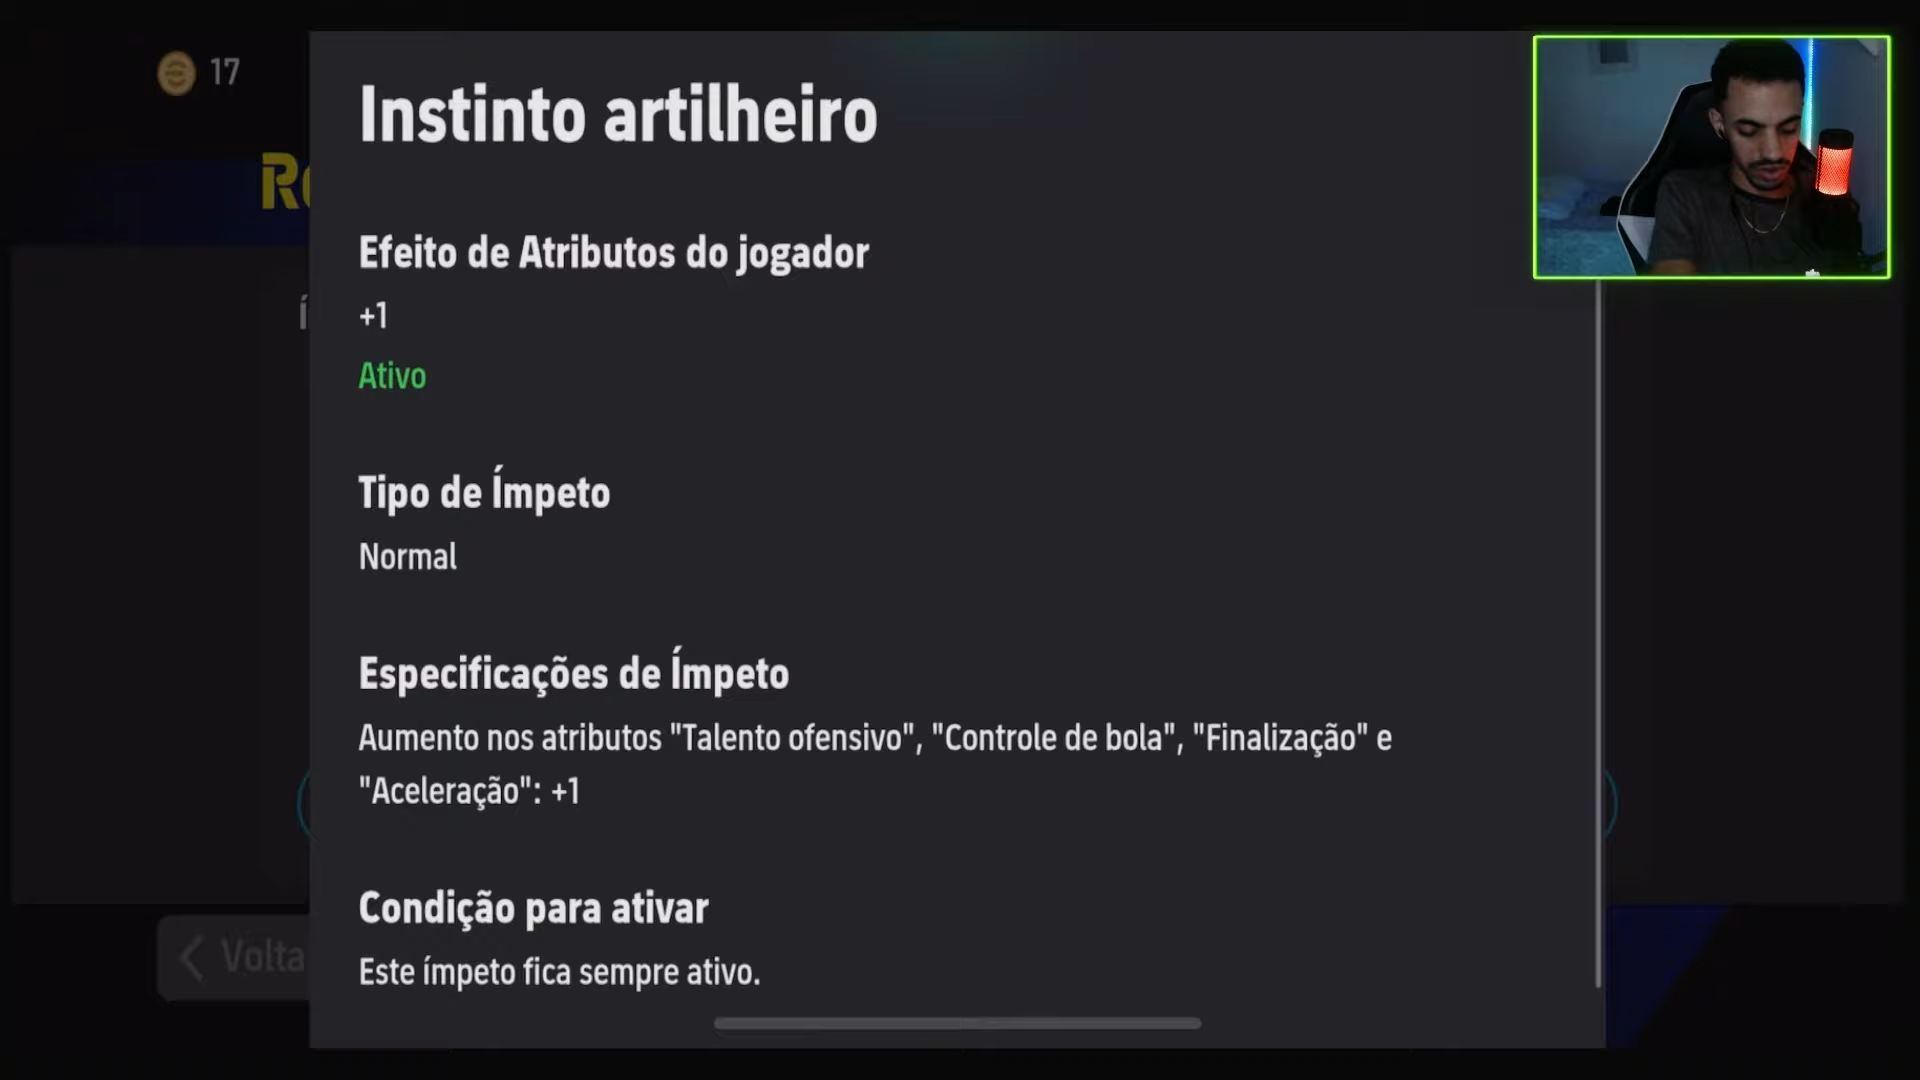 17
Instinto artilheiro
Efeito de Atributos do jogador
+1
Ativo
Tipo de Ímpeto
Normal
Especificações de Ímpeto
Aumento nos atributos "Talento ofensivo", "Controle de bola", "Finalização" e
"Aceleração": +1
Condição para ativar
Este ímpeto fica sempre ativo.
Volta